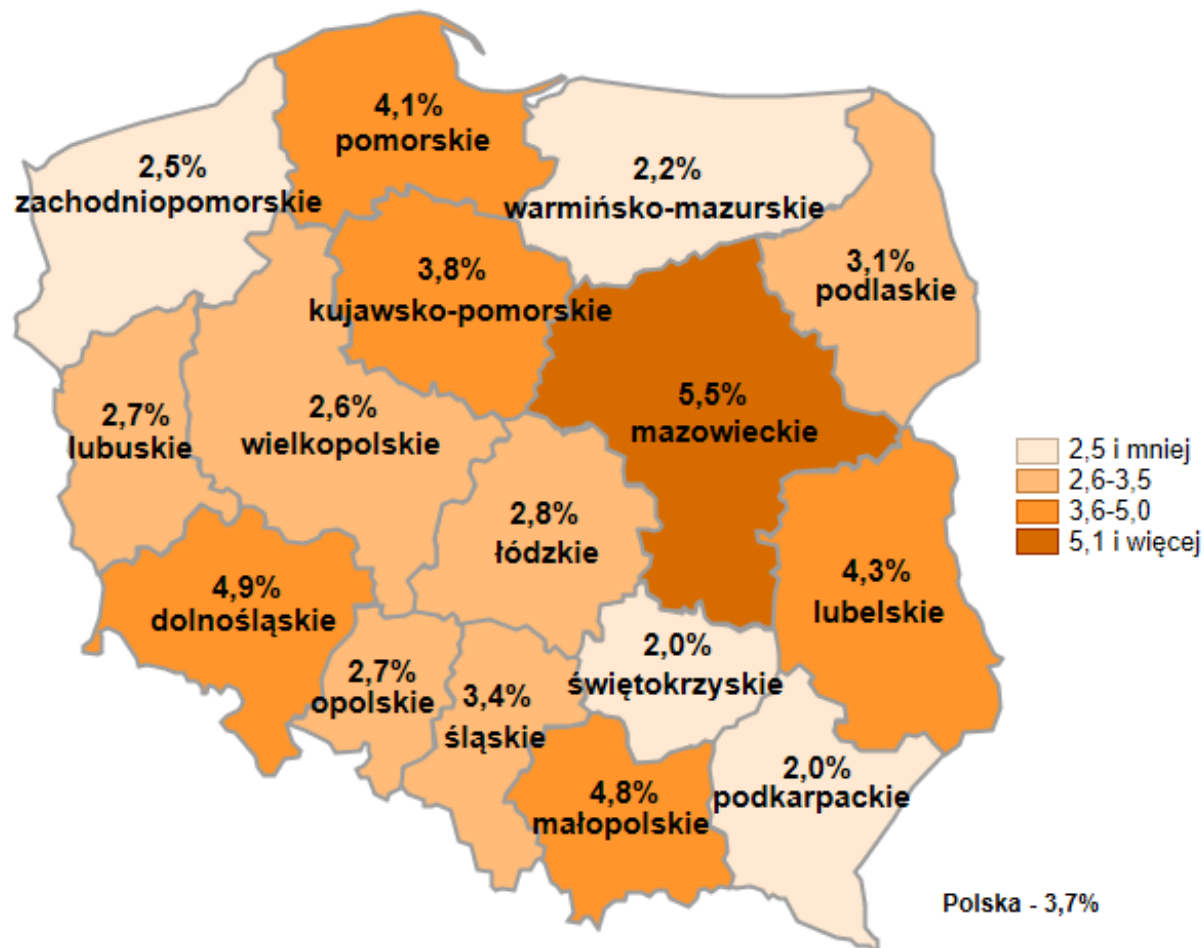 4,1%
pomorskie
2,5%
zachodniopomorskie
2,2%
warmińsko-mazurskie
3,8%
kujawsko-pomorskie
3,1%
podlaskie
2,7%
lubuskie
2,6%
wielkopolskie
5,5%
mazowieckie
2,8%
łódzkie
4,9%
dolnośląskie
4,3%
lubelskie
2,7%
opolskie
3,4%
śląskie
2,0%
świętokrzyskie
4,8%
małopolskie
2,0%
podkarpackie
2,5 i mniej
2,6-3,5
3,6-5,0
5,1 i więcej
Polska - 3,7%